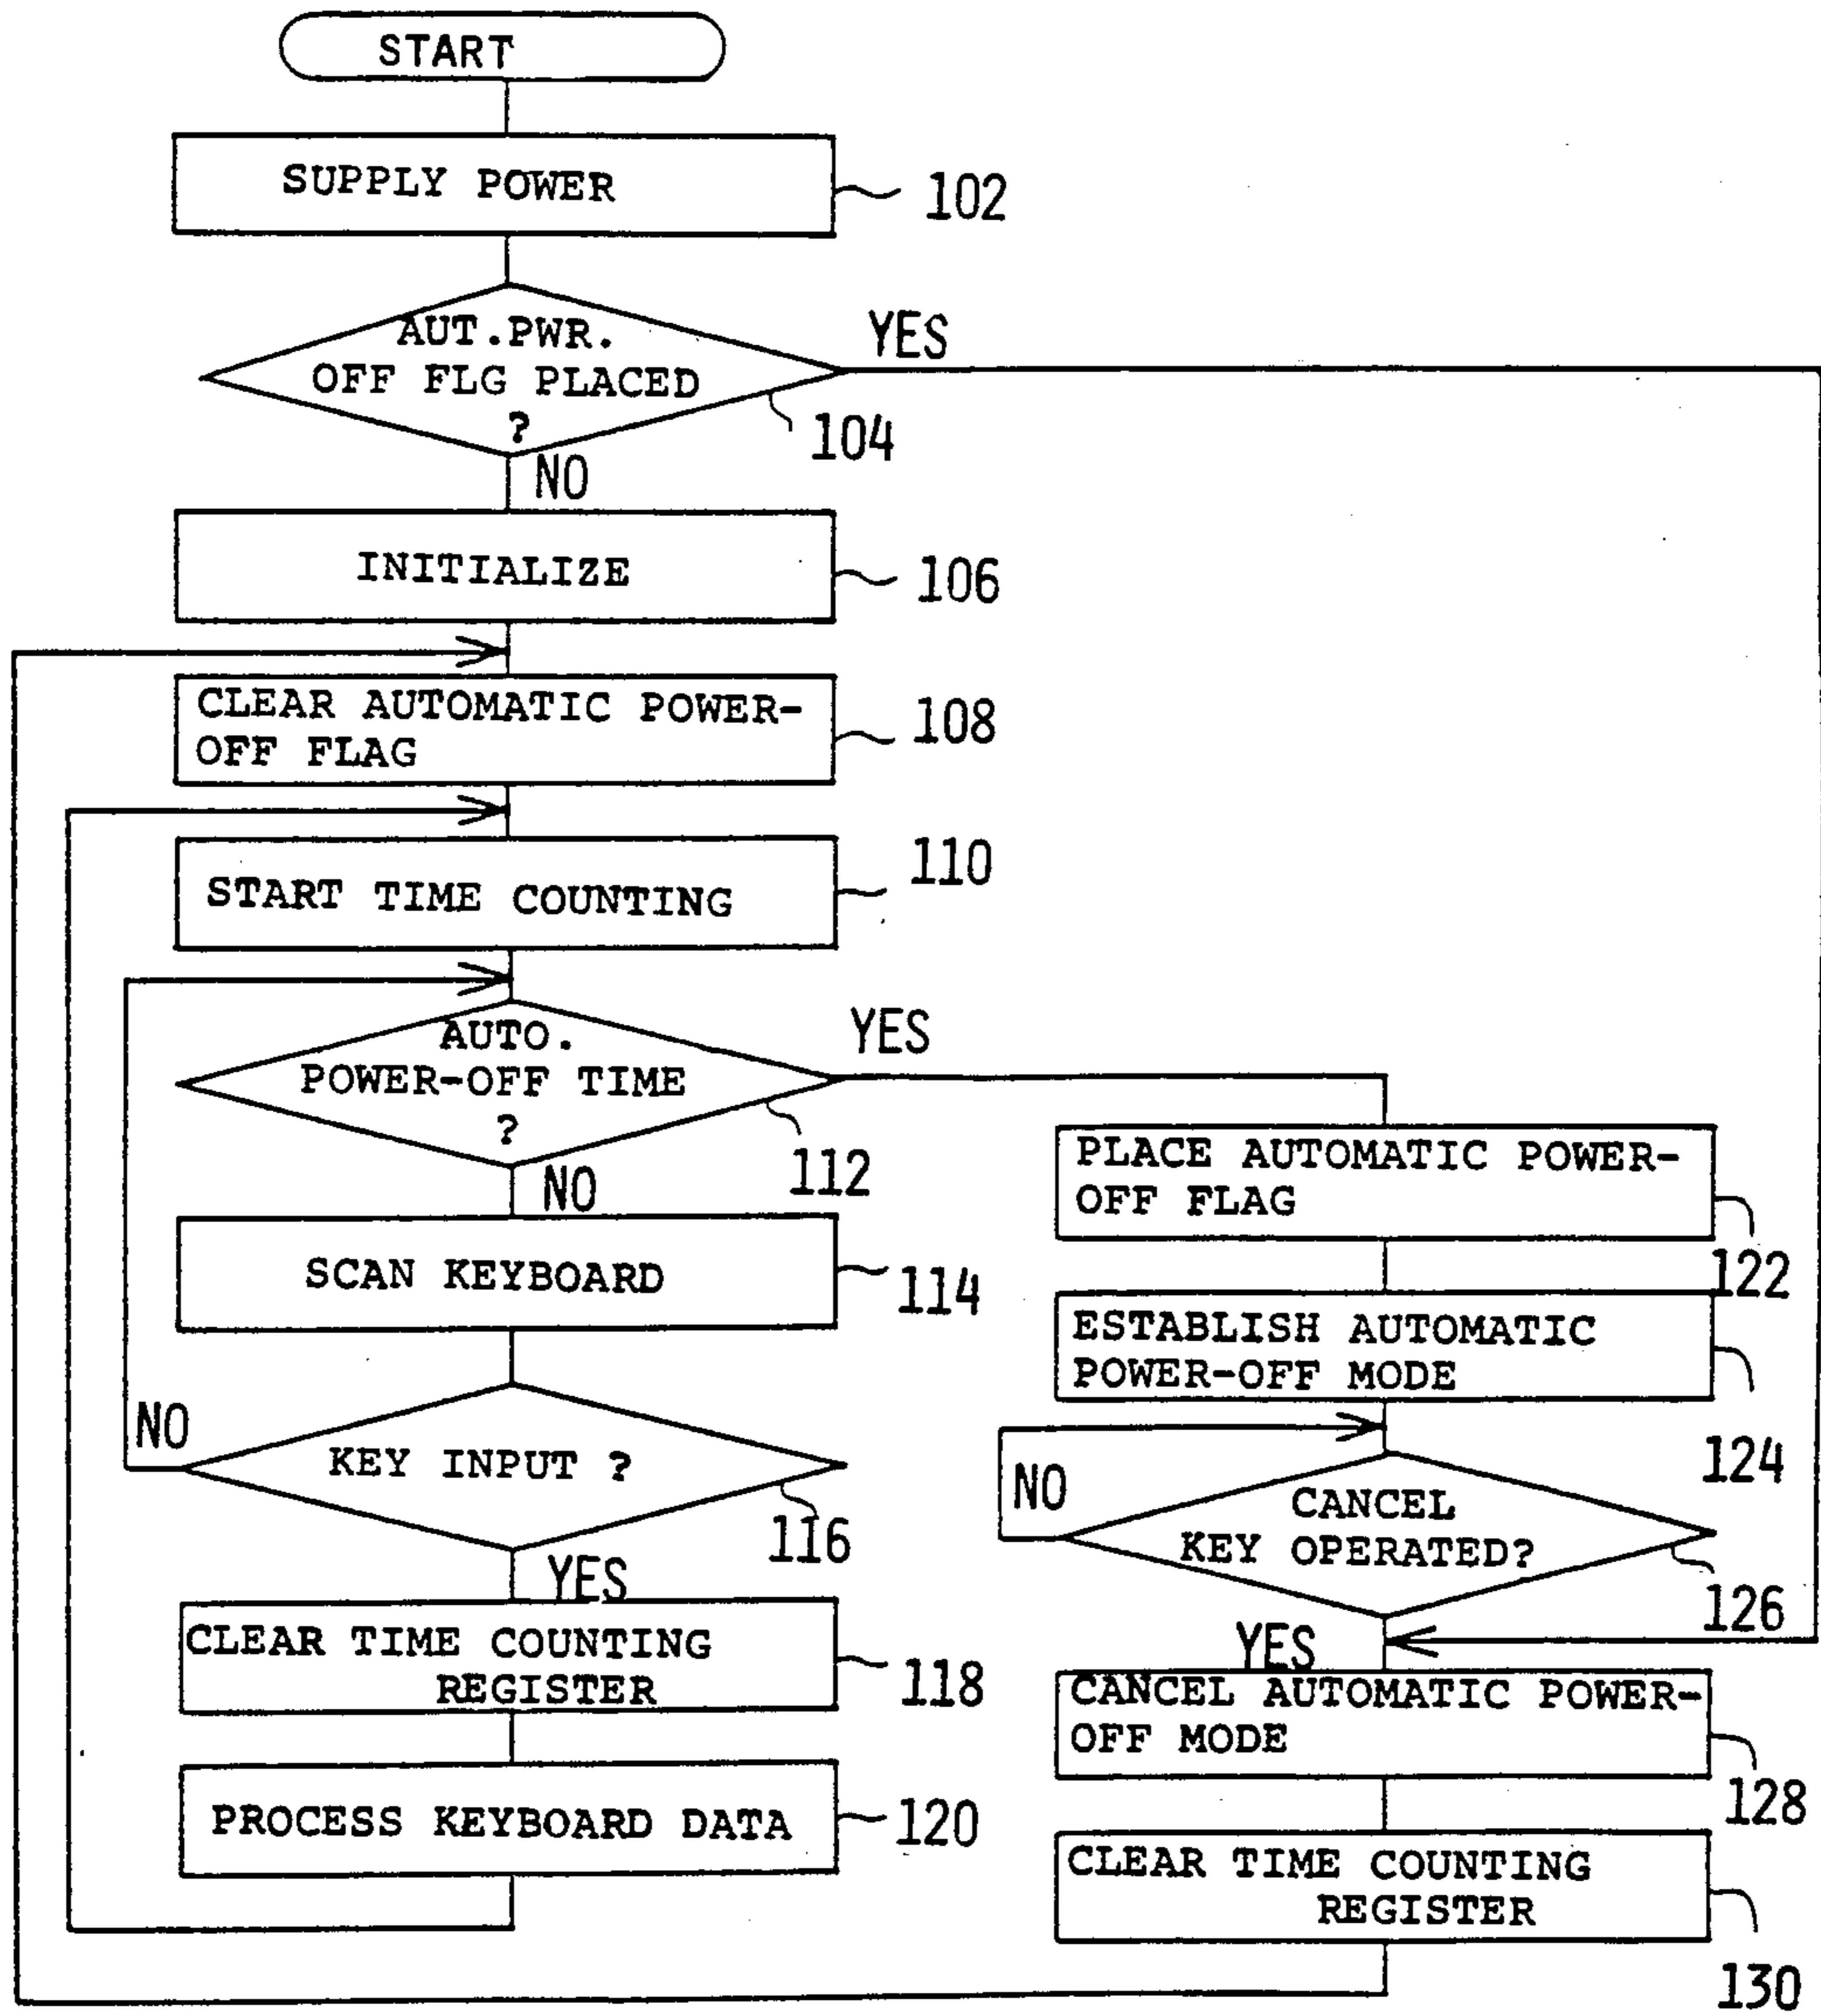 START
SUPPLY POWER
102
AUT.PWR.
OFF FLG PLACED
?
YES
104
NO
INITIALIZE
106
CLEAR AUTOMATIC POWER-
OFF FLAG
108
START TIME COUNTING
110
AUTO.
POWER-OFF TIME
?
YES
112
NO
SCAN KEYBOARD
114
KEY INPUT ?
NO
116
YES
CLEAR TIME COUNTING
REGISTER
118
PROCESS KEYBOARD DATA
120
PLACE AUTOMATIC POWER-
OFF FLAG
122
ESTABLISH AUTOMATIC
POWER-OFF MODE
124
NO
CANCEL
KEY OPERATED?
126
YES
CANCEL AUTOMATIC POWER-
OFF MODE
128
CLEAR TIME COUNTING
REGISTER
130